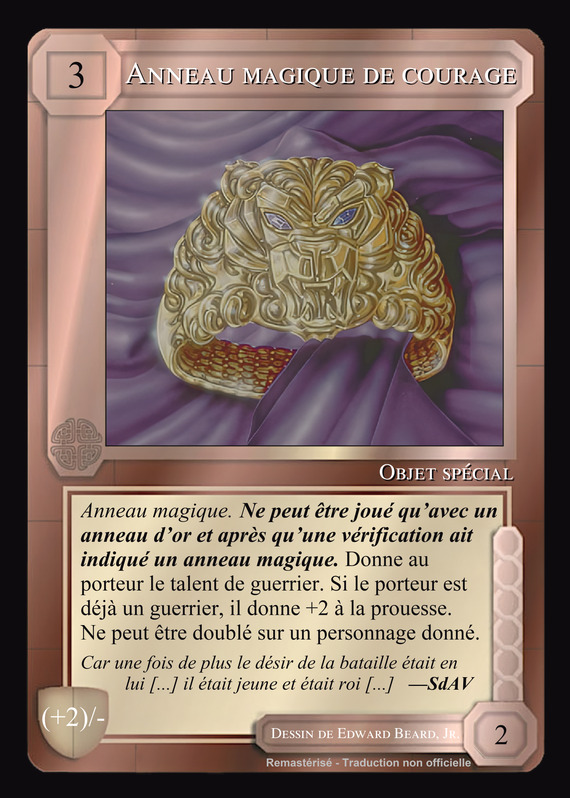 3
Anneau magique de courage
Objet spécial
Anneau magique. Ne peut être joué qu'avec un
anneau d'or et après qu'une vérification ait
indiqué un anneau magique. Donne au
porteur le talent de guerrier. Si le porteur est
déjà un guerrier, il donne +2 à la prouesse.
Ne peut être doublé sur un personnage donné.
Car une fois de plus le désir de la bataille était en
lui [...] il était jeune et était roi [...] —SdAV
(+2)/-
Dessin de Edward Beard, Jr.
2
Remastérisé - Traduction non officielle